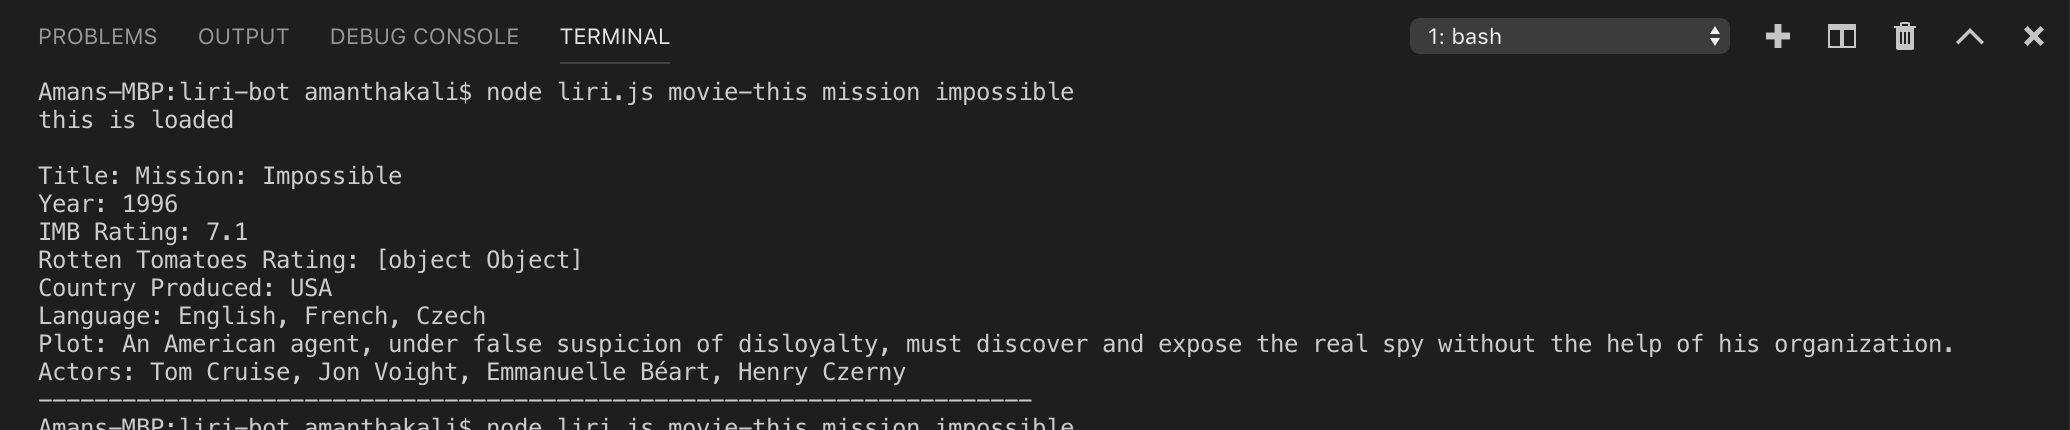 PROBLEMS OUTPUT DEBUG CONSOLE TERMINAL 1: bash
Amans-MBP:liri-bot amanthakali$ node liri.js movie-this mission impossible
this is loaded
Title: Mission: Impossible
Year: 1996
IMB Rating: 7.1
Rotten Tomatoes Rating: [object Object]
Country Produced: USA
Language: English, French, Czech
Plot: An American agent, under false suspicion of disloyalty, must discover and expose the real spy without the help of his organization.
Actors: Tom Cruise, Jon Voight, Emmanuelle Béart, Henry Czerny
-----------------------------------------------------------------------
Amans-MBP:liri-bot amanthakali$ node liri.js movie-this mission impossible